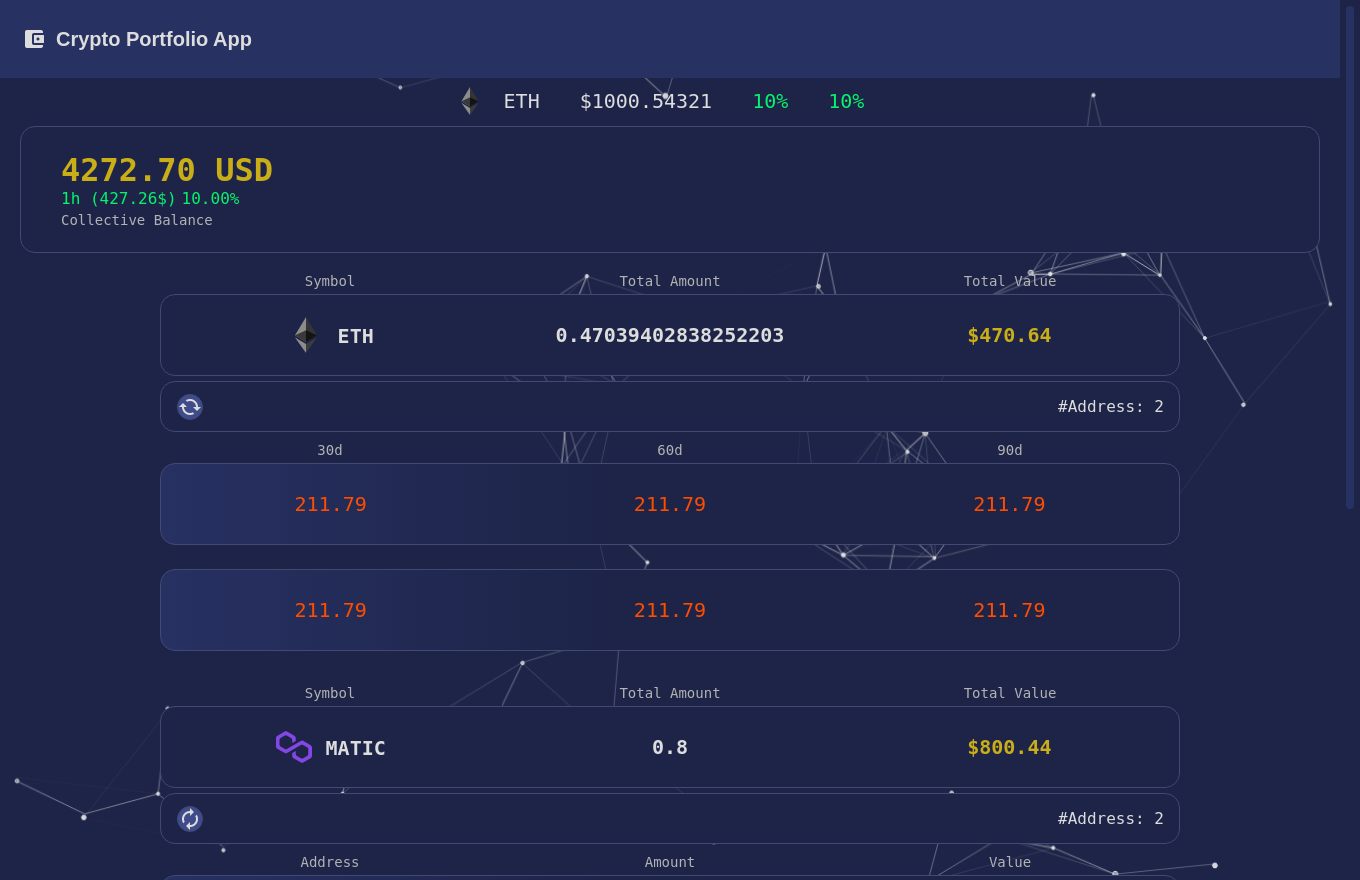 Crypto Portfolio App
ETH $1000.54321 10% 10%
4272.70 USD
1h (427.26$) 10.00%
Collective Balance
Symbol Total Amount Total Value
ETH 0.47039402838252203 $470.64
#Address: 2
30d 60d 90d
211.79 211.79 211.79
211.79 211.79 211.79
Symbol Total Amount Total Value
MATIC 0.8 $800.44
#Address: 2
Address Amount Value